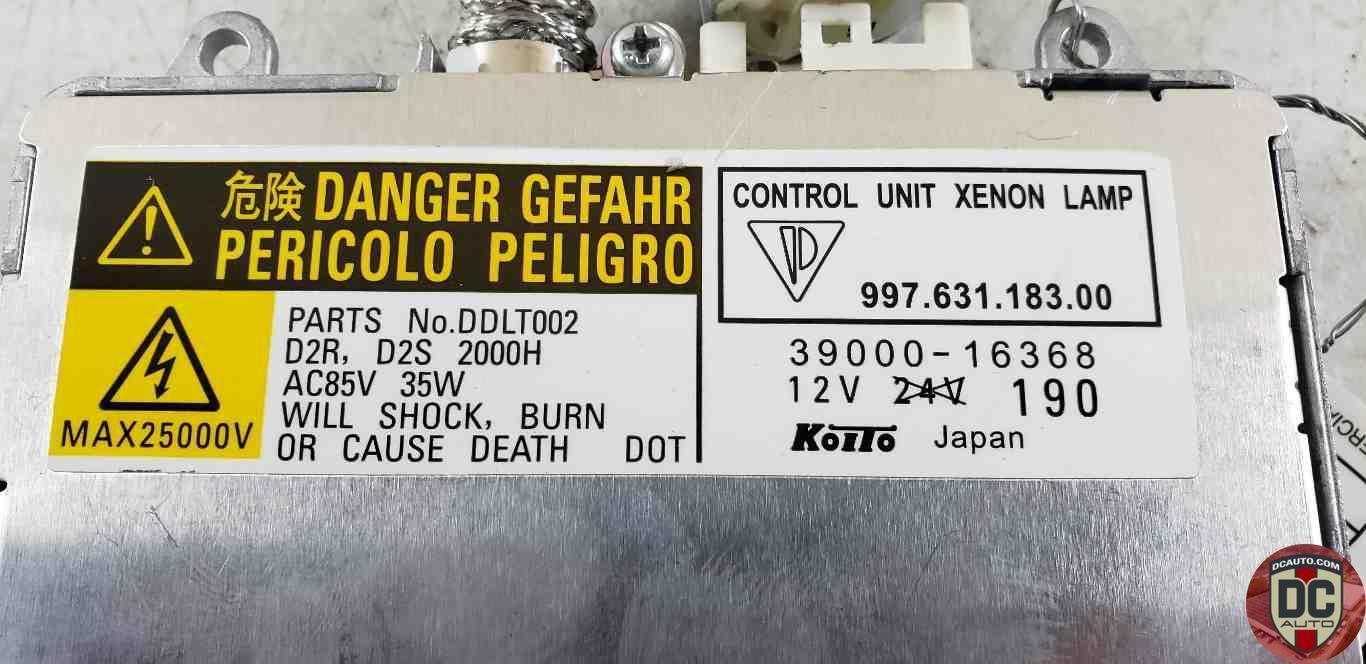 危険 DANGER GEFAHR
PERICOLO PELIGRO
MAX25000V
PARTS No.DDLT002
D2R, D2S 2000H
AC85V 35W
WILL SHOCK, BURN
OR CAUSE DEATH DOT
CONTROL UNIT XENON LAMP
997.631.183.00
39000-16368
12V 24V 190
KOITO Japan
DCAUTO.COM
DC
AUTO